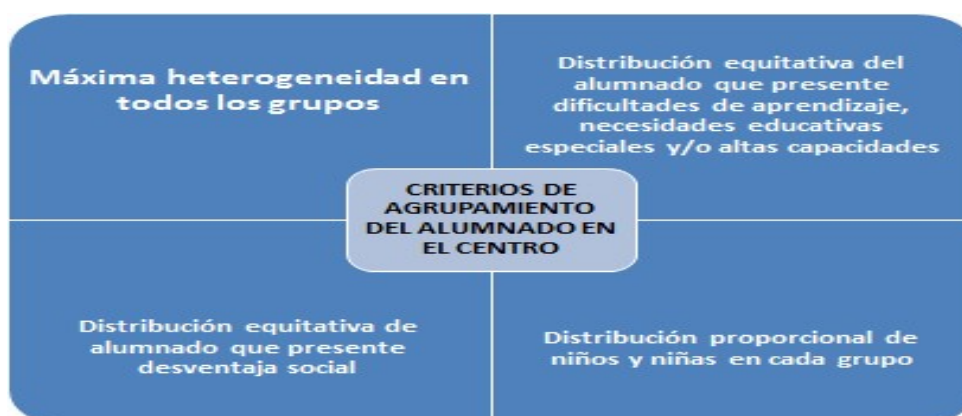 Máxima heterogeneidad en
todos los grupos
Distribución equitativa del
alumnado que presente
dificultades de aprendizaje,
necesidades educativas
especiales y/o altas capacidades
CRITERIOS DE
AGRUPAMIENTO
DEL ALUMNADO EN
EL CENTRO
Distribución equitativa de
alumnado que presente
desventaja social
Distribución proporcional de
niños y niñas en cada grupo